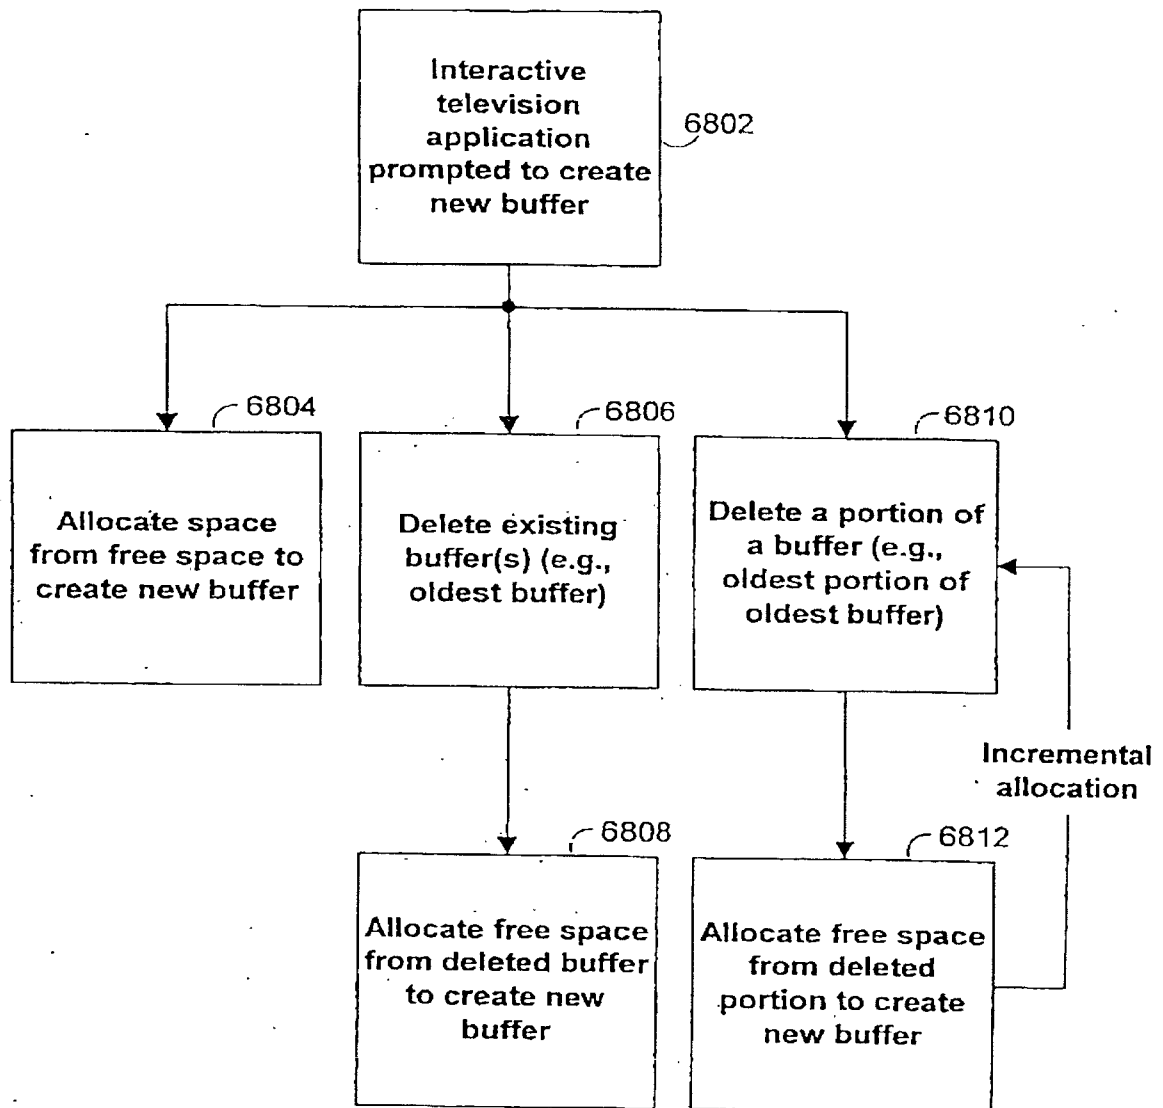 Interactive
television
application
prompted to create
new buffer
6802
6804
Allocate space
from free space to
create new buffer
6806
Delete existing
buffer(s) (e.g.,
oldest buffer)
6810
Delete a portion of
a buffer (e.g.,
oldest portion of
oldest buffer)
Incremental
allocation
6808
Allocate free space
from deleted buffer
to create new
buffer
6812
Allocate free space
from deleted
portion to create
new buffer